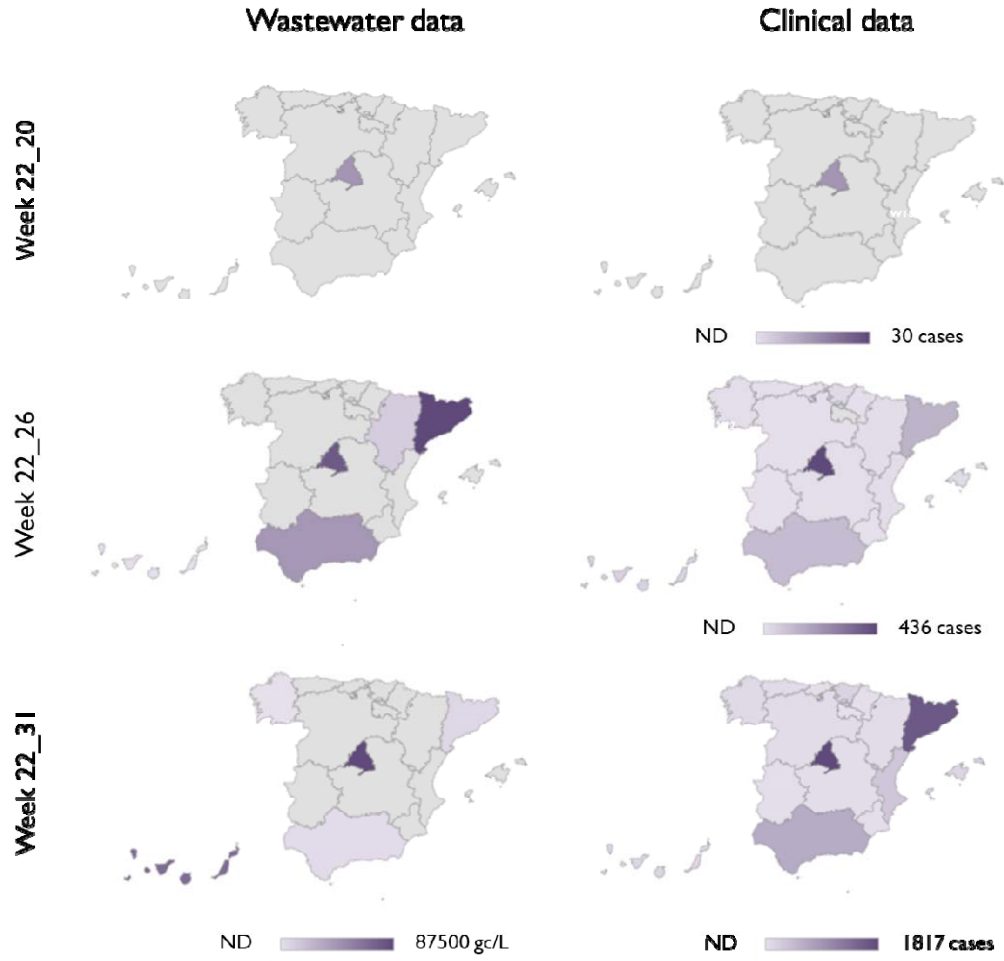 Wastewater data
Clinical data
Week 22_20
ND 30 cases
Week 22_26
ND 436 cases
Week 22_31
ND 87500 gc/L
ND 1817 cases